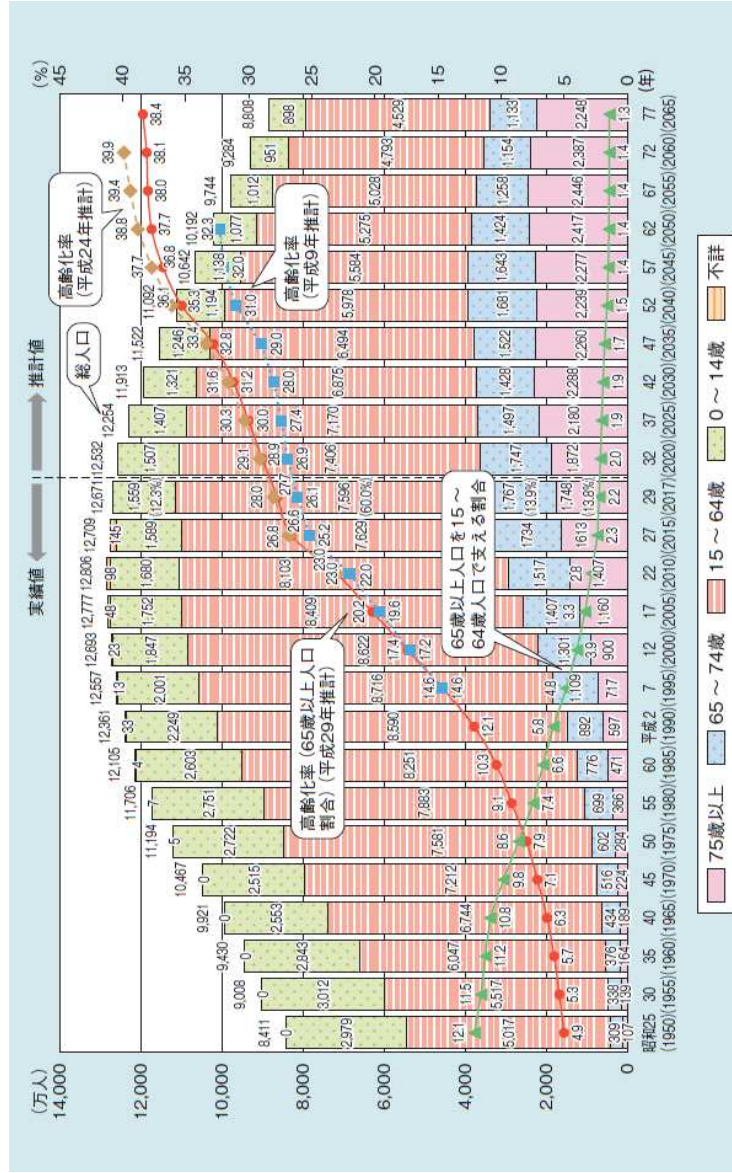 (万人)
(%)
実績値
推計値
14,000
12,000
10,000
8,000
6,000
4,000
2,000
0
45
40
35
30
25
20
15
10
5
0
総人口
高齢化率
(平成24年推計)
高齢化率
(平成9年推計)
高齢化率(65歳以上人口
割合)(平成29年推計)
65歳以上人口を15～
64歳人口で支える割合
8,411 9,008 9,430 9,921 10,467 11,194 11,706 12,105 12,361 12,557 12,693 12,777 12,806 12,709 12,671 12,532 12,254 11,913 11,522 11,092 10,642 10,192 9,744 9,284 8,808
0 0 0 0 0 5 7 4 33 13 23 48 98 145
2,979 3,012 2,843 2,553 2,515 2,722 2,751 2,603 2,249 2,001 1,847 1,752 1,680 1,589 1,559 1,507 1,407 1,321 1,246 1,194 1,138 1,077 1,012 951 898
(12.3%)
39.4 39.9
38.8
37.7
36.1
33.4
31.6
30.3
29.1
28.0
26.8
23.0
4.9 5.3 5.7 6.3 7.1 7.9 9.1 10.3 12.1 14.6 17.4 20.2 23.0 26.6 27.7 28.9 30.0 31.2 32.8 35.3 36.8 37.7 38.0 38.1 38.4
14.6 17.2 19.6 22.0 25.2 26.1 26.9 27.4 28.0 29.0 31.0 32.0 32.3
5,017 5,517 6,047 6,744 7,212 7,581 7,883 8,251 8,590 8,716 8,622 8,409 8,103 7,629 7,596 7,406 7,170 6,875 6,494 5,978 5,584 5,275 5,028 4,793 4,529
(60.0%)
12.1 11.5 11.2 10.8 9.8 8.6 7.4 6.6 5.8 4.8 3.9 3.3 2.8 2.3 2.2 2.0 1.9 1.9 1.7 1.5 1.4 1.4 1.4 1.4 1.3
309 338 376 434 516 602 699 776 892 1,109 1,301 1,407 1,517 1734 1,767 1,747 1,497 1,428 1,522 1,681 1,643 1,424 1,258 1,154 1,133
(13.9%)
107 139 164 189 224 284 366 471 597 717 900 1,160 1,407 1613 1,748 1,872 2,180 2,288 2,260 2,239 2,277 2,417 2,446 2,387 2,248
(13.8%)
昭和25 30 35 40 45 50 55 60 平成2 7 12 17 22 27 29 32 37 42 47 52 57 62 67 72 77 (年)
(1950)(1955)(1960)(1965)(1970)(1975)(1980)(1985)(1990)(1995)(2000)(2005)(2010)(2015)(2017)(2020)(2025)(2030)(2035)(2040)(2045)(2050)(2055)(2060)(2065)
75歳以上 65～74歳 15～64歳 0～14歳 不詳